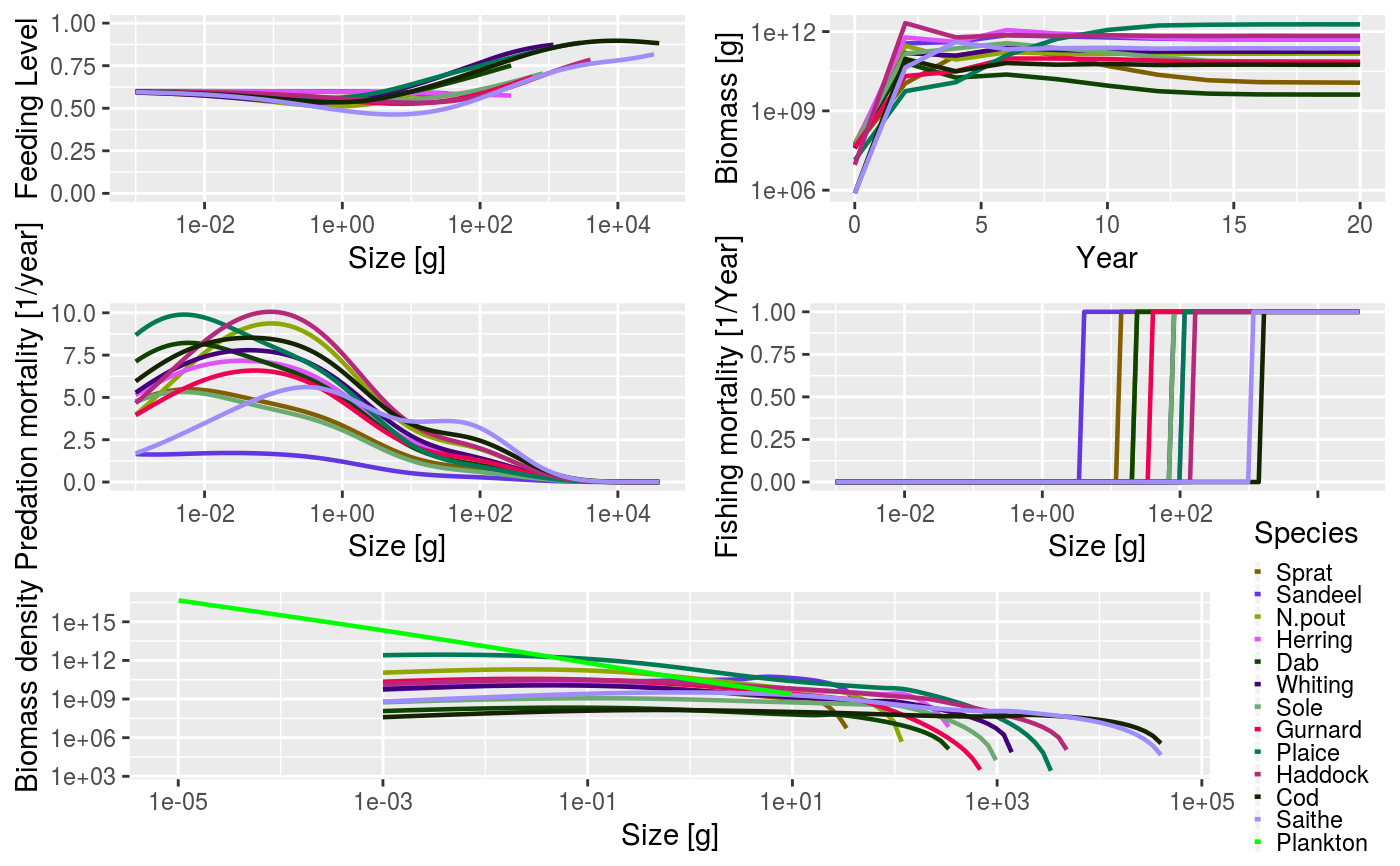 Feeding Level
1.00
0.75
0.50
0.25
0.00
1e-02 1e+00 1e+02 1e+04
Size [g]
Biomass [g]
1e+12
1e+09
1e+06
0 5 10 15 20
Year
Predation mortality [1/year]
10.0
7.5
5.0
2.5
0.0
1e-02 1e+00 1e+02 1e+04
Size [g]
Fishing mortality [1/Year]
1.00
0.75
0.50
0.25
0.00
1e-02 1e+00 1e+02
Size [g]
Biomass density
1e+15
1e+12
1e+09
1e+06
1e+03
1e-05 1e-03 1e-01 1e+01 1e+03 1e+05
Size [g]
Species
Sprat
Sandeel
N.pout
Herring
Dab
Whiting
Sole
Gurnard
Plaice
Haddock
Cod
Saithe
Plankton